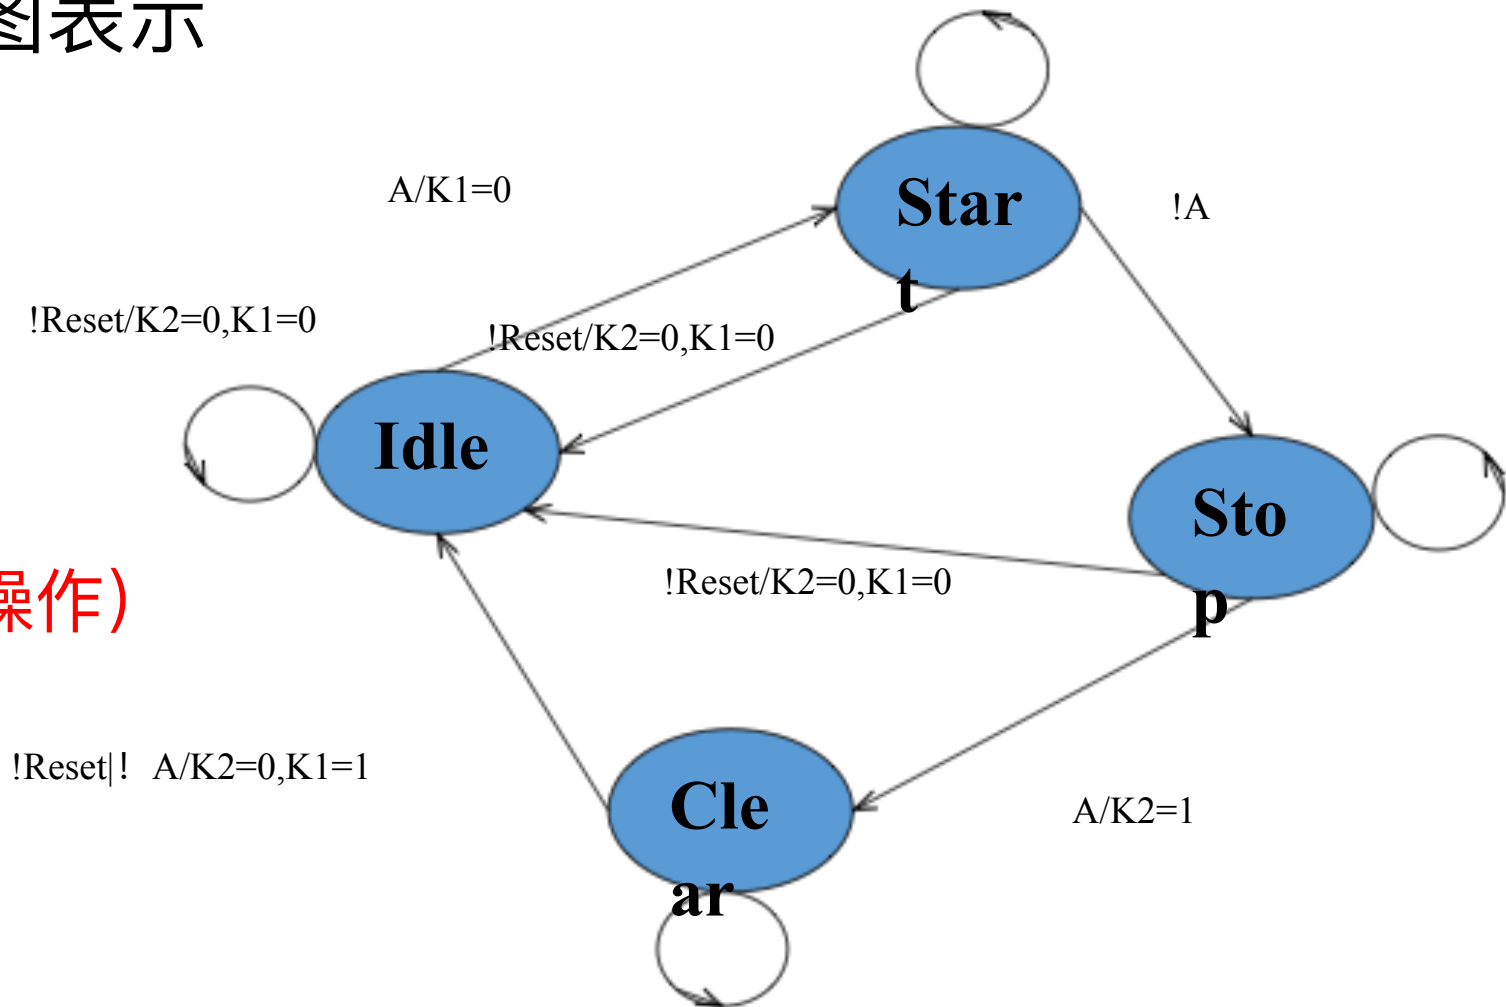 图表示
A/K1=0
Star
t
!A
!Reset/K2=0,K1=0
!Reset/K2=0,K1=0
Idle
Sto
p
!Reset/K2=0,K1=0
操作）
!Reset|！ A/K2=0,K1=1
Cle
ar
A/K2=1